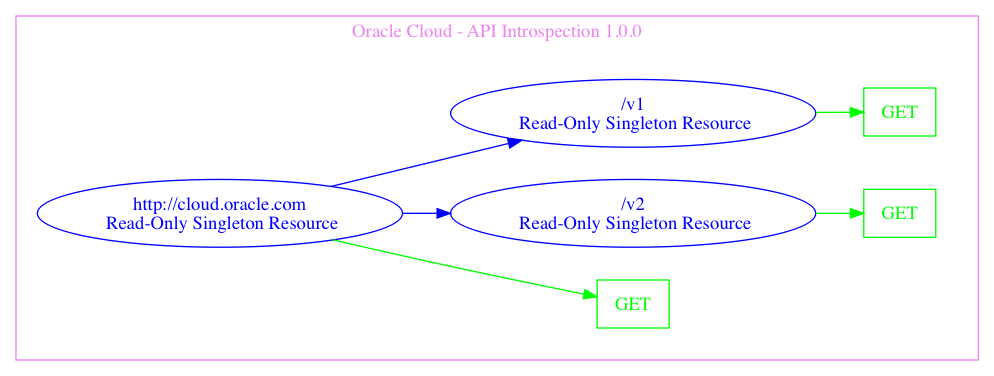 Oracle Cloud - API Introspection 1.0.0
/v1
Read-Only Singleton Resource
GET
http://cloud.oracle.com
Read-Only Singleton Resource
/v2
Read-Only Singleton Resource
GET
GET